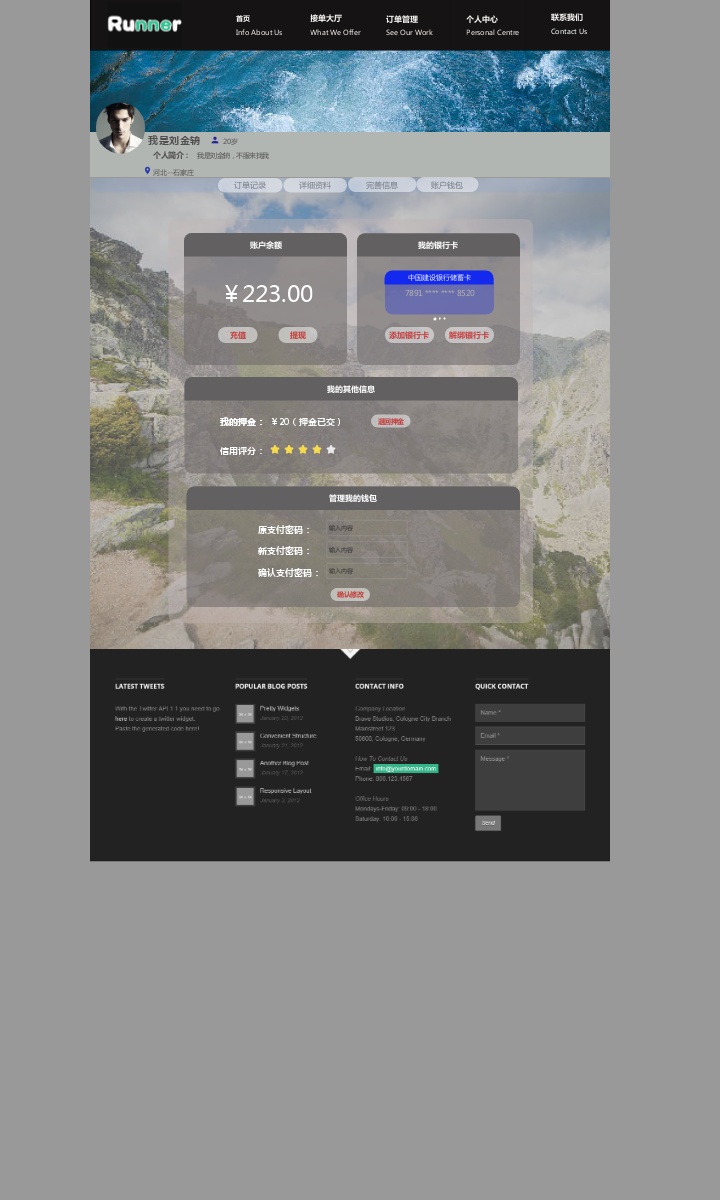 Runner
首页
Info About Us
接单大厅
What We Offer
订单管理
See Our Work
个人中心
Personal Centre
联系我们
Contact Us
我是刘金锁 20岁
个人简介： 我是刘金锁，不服来找我
河北--石家庄
订单记录 详细资料 完善信息 账户钱包
账户余额
￥223.00
充值 提现
我的银行卡
中国建设银行储蓄卡
7891 **** **** 8520
添加银行卡 解绑银行卡
我的其他信息
我的押金： ￥20（押金已交） 退回押金
信用评分：
管理我的钱包
原支付密码： 输入内容
新支付密码： 输入内容
确认支付密码： 输入内容
确认修改
LATEST TWEETS
With the Twitter API 1.1 you need to go
here to create a twitter widget.
Paste the generated code here!
POPULAR BLOG POSTS
Pretty Widgets
January 23, 2012
Convenient Structure
January 21, 2012
Another Blog Post
January 17, 2012
Responsive Layout
January 3, 2012
CONTACT INFO
Company Location
Brave Studios, Cologne City Branch
Mainstreet 123
50600, Cologne, Germany
How To Contact Us
Email: info@yourdomain.com
Phone: 000.123.4567
Office Hours
Mondays-Friday: 00:00 - 18:00
Saturday: 10:00 - 15:00
QUICK CONTACT
Name *
Email *
Message *
Send